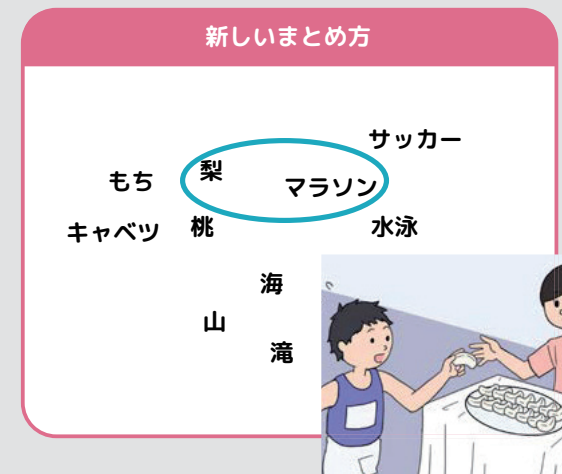 新しいまとめ方
サッカー
もち
梨
マラソン
キャベツ
桃
水泳
海
山
滝